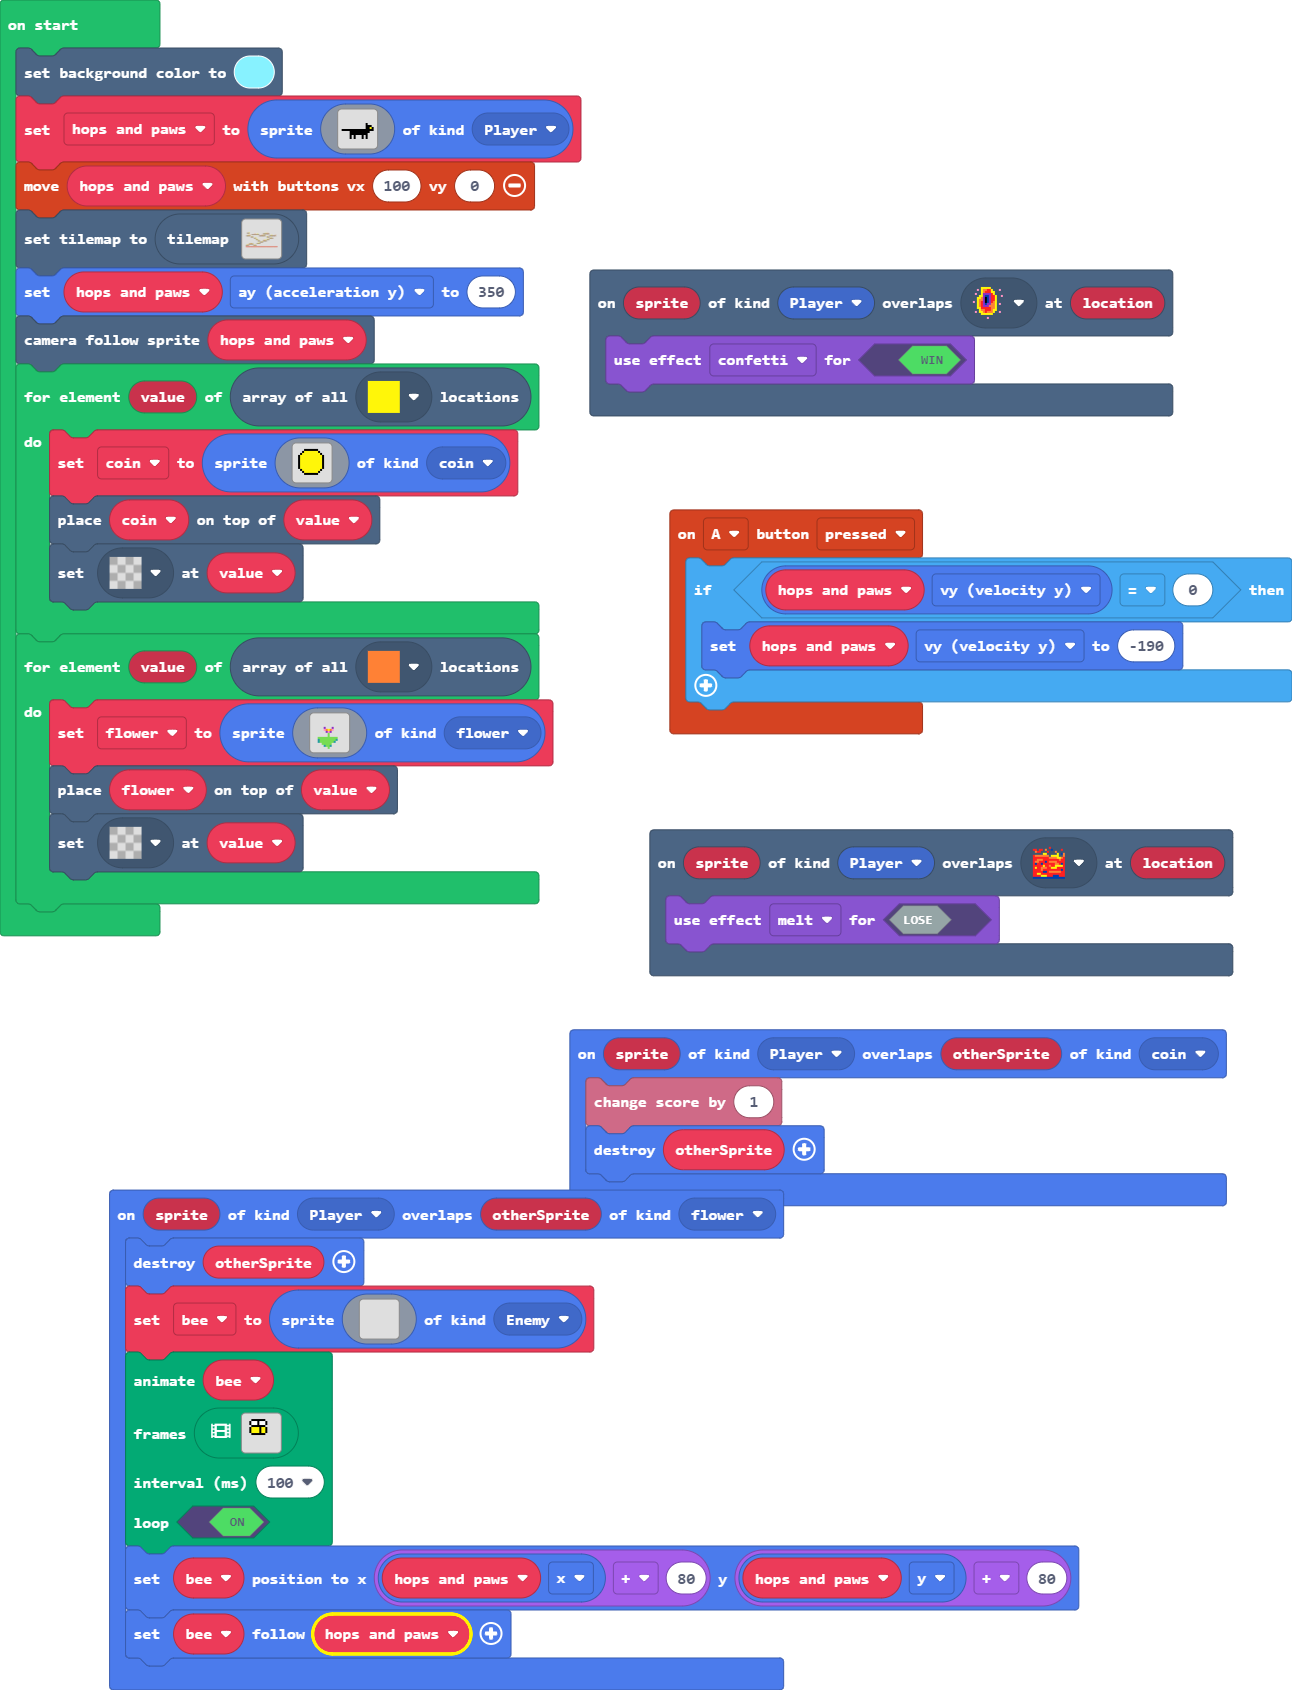 on start
set background color to
set hops and paws to sprite of kind Player
move hops and paws with buttons vx 100 vy 0
set tilemap to tilemap
set hops and paws ay (acceleration y) to 350
camera follow sprite hops and paws
for element value of array of all locations
do
set coin to sprite of kind coin
place coin on top of value
set at value
for element value of array of all locations
do
set flower to sprite of kind flower
place flower on top of value
set at value
on sprite of kind Player overlaps at location
use effect confetti for WIN
on A button pressed
if hops and paws vy (velocity y) = 0 then
set hops and paws vy (velocity y) to -190
on sprite of kind Player overlaps at location
use effect melt for LOSE
on sprite of kind Player overlaps otherSprite of kind coin
change score by 1
destroy otherSprite
on sprite of kind Player overlaps otherSprite of kind flower
destroy otherSprite
set bee to sprite of kind Enemy
animate bee
frames
interval (ms) 100
loop ON
set bee position to x hops and paws x + 80 y hops and paws y + 80
set bee follow hops and paws